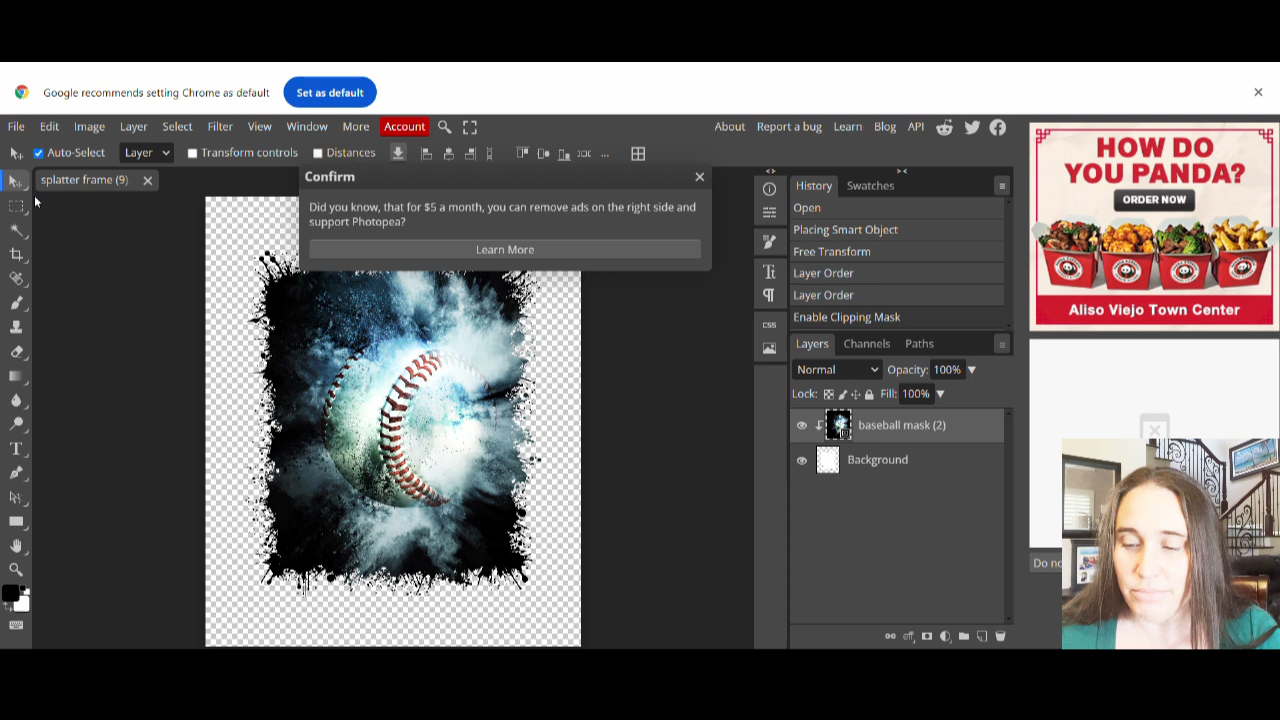 Google recommends setting Chrome as default
Set as default
File Edit Image Layer Select Filter View Window More Account
About Report a bug Learn Blog API
Auto-Select Layer Transform controls Distances
splatter frame (9)
Confirm
Did you know, that for $5 a month, you can remove ads on the right side and
support Photopea?
Learn More
History Swatches
Open
Placing Smart Object
Free Transform
Layer Order
Layer Order
Enable Clipping Mask
CSS
Layers Channels Paths
Normal Opacity: 100%
Lock: Fill: 100%
baseball mask (2)
Background
eff
HOW DO
YOU PANDA?
ORDER NOW
Aliso Viejo Town Center